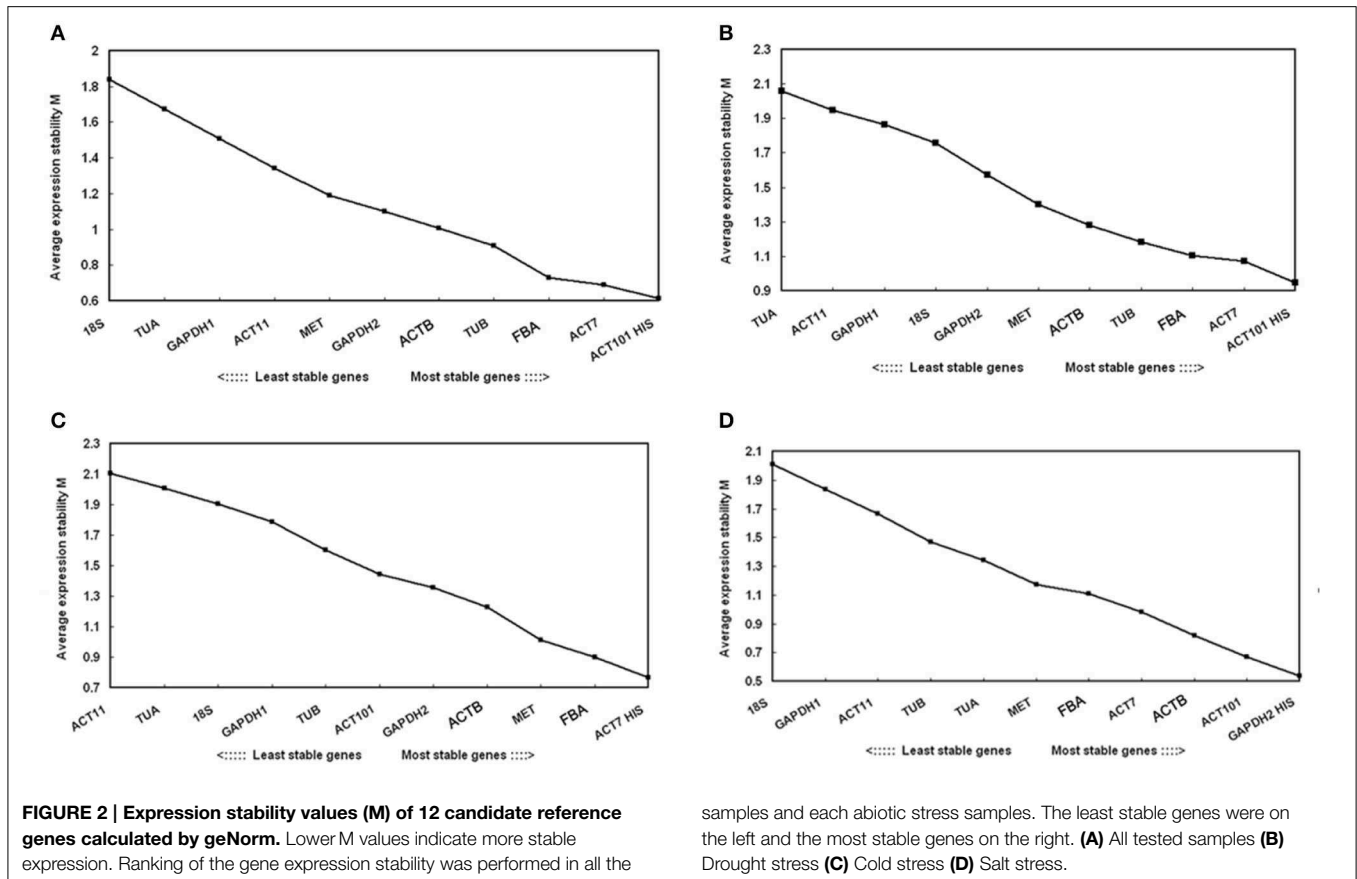 A
Average expression stability M
2
1.8
1.6
1.4
1.2
1
0.8
0.6
18S TUA GAPDH1 ACT11 MET GAPDH2 ACTB TUB FBA ACT7 ACT101 HIS
<::::: Least stable genes Most stable genes ::::>
B
Average expression stability M
2.3
2.1
1.9
1.7
1.5
1.3
1.1
0.9
TUA ACT11 GAPDH1 18S GAPDH2 MET ACTB TUB FBA ACT7 ACT101 HIS
<::::: Least stable genes Most stable genes ::::>
C
Average expression stability M
2.3
2.1
1.9
1.7
1.5
1.3
1.1
0.9
0.7
ACT11 TUA 18S GAPDH1 TUB ACT101 GAPDH2 ACTB MET FBA ACT7 HIS
<::::: Least stable genes Most stable genes ::::>
D
Average expression stability M
2.1
1.9
1.7
1.5
1.3
1.1
0.9
0.7
0.5
18S GAPDH1 ACT11 TUB TUA MET FBA ACT7 ACTB ACT101 GAPDH2 HIS
<::::: Least stable genes Most stable genes ::::>
FIGURE 2 | Expression stability values (M) of 12 candidate reference
genes calculated by geNorm. Lower M values indicate more stable
expression. Ranking of the gene expression stability was performed in all the
samples and each abiotic stress samples. The least stable genes were on
the left and the most stable genes on the right. (A) All tested samples (B)
Drought stress (C) Cold stress (D) Salt stress.